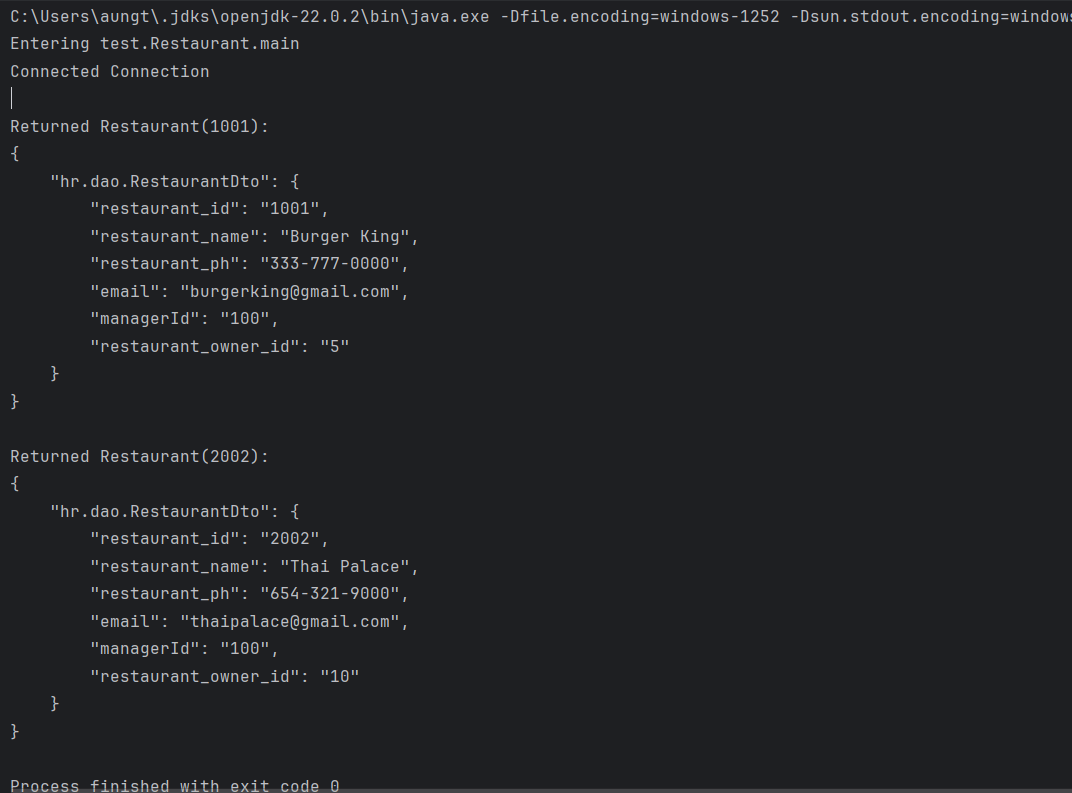 C:\Users\aungt\.jdks\openjdk-22.0.2\bin\java.exe -Dfile.encoding=windows-1252 -Dsun.stdout.encoding=windows
Entering test.Restaurant.main
Connected Connection
Returned Restaurant(1001):
{
    "hr.dao.RestaurantDto": {
        "restaurant_id": "1001",
        "restaurant_name": "Burger King",
        "restaurant_ph": "333-777-0000",
        "email": "burgerking@gmail.com",
        "managerId": "100",
        "restaurant_owner_id": "5"
    }
}
Returned Restaurant(2002):
{
    "hr.dao.RestaurantDto": {
        "restaurant_id": "2002",
        "restaurant_name": "Thai Palace",
        "restaurant_ph": "654-321-9000",
        "email": "thaipalace@gmail.com",
        "managerId": "100",
        "restaurant_owner_id": "10"
    }
}
Process finished with exit code 0